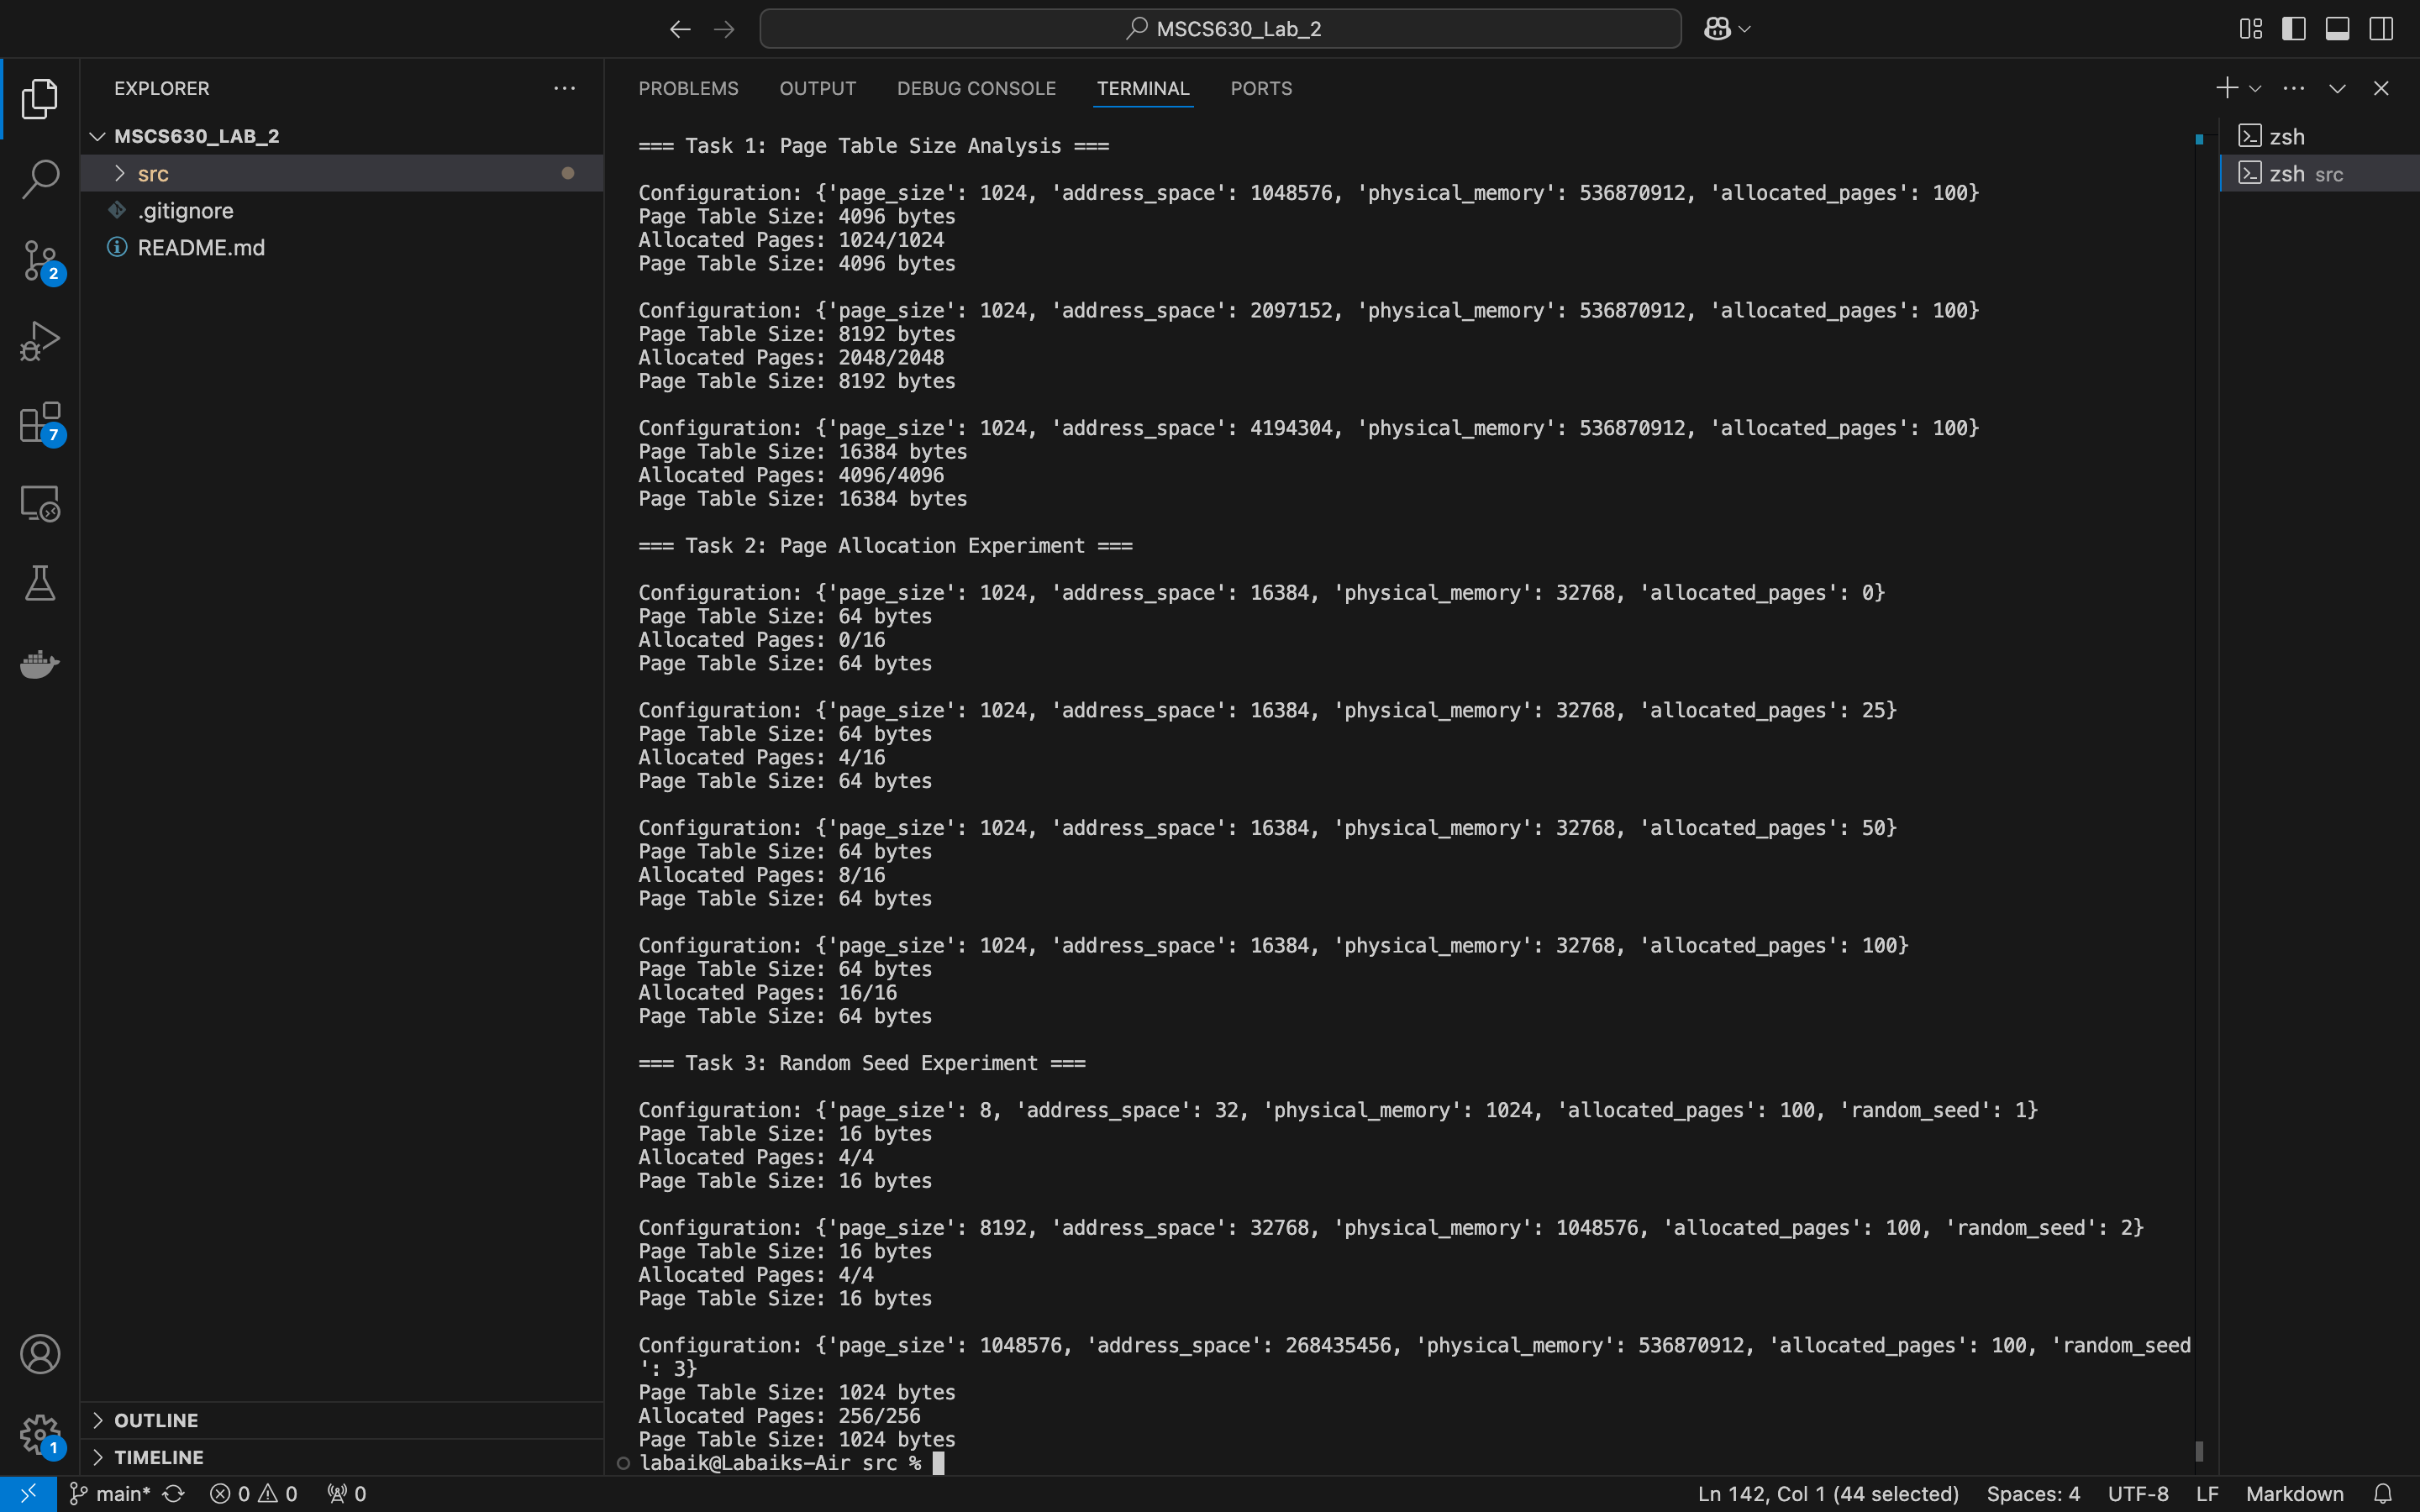 MSCS630_Lab_2
EXPLORER
MSCS630_LAB_2
src
.gitignore
README.md
2
7
1
OUTLINE
TIMELINE
PROBLEMS OUTPUT DEBUG CONSOLE TERMINAL PORTS
=== Task 1: Page Table Size Analysis ===
Configuration: {'page_size': 1024, 'address_space': 1048576, 'physical_memory': 536870912, 'allocated_pages': 100}
Page Table Size: 4096 bytes
Allocated Pages: 1024/1024
Page Table Size: 4096 bytes
Configuration: {'page_size': 1024, 'address_space': 2097152, 'physical_memory': 536870912, 'allocated_pages': 100}
Page Table Size: 8192 bytes
Allocated Pages: 2048/2048
Page Table Size: 8192 bytes
Configuration: {'page_size': 1024, 'address_space': 4194304, 'physical_memory': 536870912, 'allocated_pages': 100}
Page Table Size: 16384 bytes
Allocated Pages: 4096/4096
Page Table Size: 16384 bytes
=== Task 2: Page Allocation Experiment ===
Configuration: {'page_size': 1024, 'address_space': 16384, 'physical_memory': 32768, 'allocated_pages': 0}
Page Table Size: 64 bytes
Allocated Pages: 0/16
Page Table Size: 64 bytes
Configuration: {'page_size': 1024, 'address_space': 16384, 'physical_memory': 32768, 'allocated_pages': 25}
Page Table Size: 64 bytes
Allocated Pages: 4/16
Page Table Size: 64 bytes
Configuration: {'page_size': 1024, 'address_space': 16384, 'physical_memory': 32768, 'allocated_pages': 50}
Page Table Size: 64 bytes
Allocated Pages: 8/16
Page Table Size: 64 bytes
Configuration: {'page_size': 1024, 'address_space': 16384, 'physical_memory': 32768, 'allocated_pages': 100}
Page Table Size: 64 bytes
Allocated Pages: 16/16
Page Table Size: 64 bytes
=== Task 3: Random Seed Experiment ===
Configuration: {'page_size': 8, 'address_space': 32, 'physical_memory': 1024, 'allocated_pages': 100, 'random_seed': 1}
Page Table Size: 16 bytes
Allocated Pages: 4/4
Page Table Size: 16 bytes
Configuration: {'page_size': 8192, 'address_space': 32768, 'physical_memory': 1048576, 'allocated_pages': 100, 'random_seed': 2}
Page Table Size: 16 bytes
Allocated Pages: 4/4
Page Table Size: 16 bytes
Configuration: {'page_size': 1048576, 'address_space': 268435456, 'physical_memory': 536870912, 'allocated_pages': 100, 'random_seed
': 3}
Page Table Size: 1024 bytes
Allocated Pages: 256/256
Page Table Size: 1024 bytes
labaik@Labaiks-Air src %
zsh
zsh src
main* 0 0 0 Ln 142, Col 1 (44 selected) Spaces: 4 UTF-8 LF Markdown